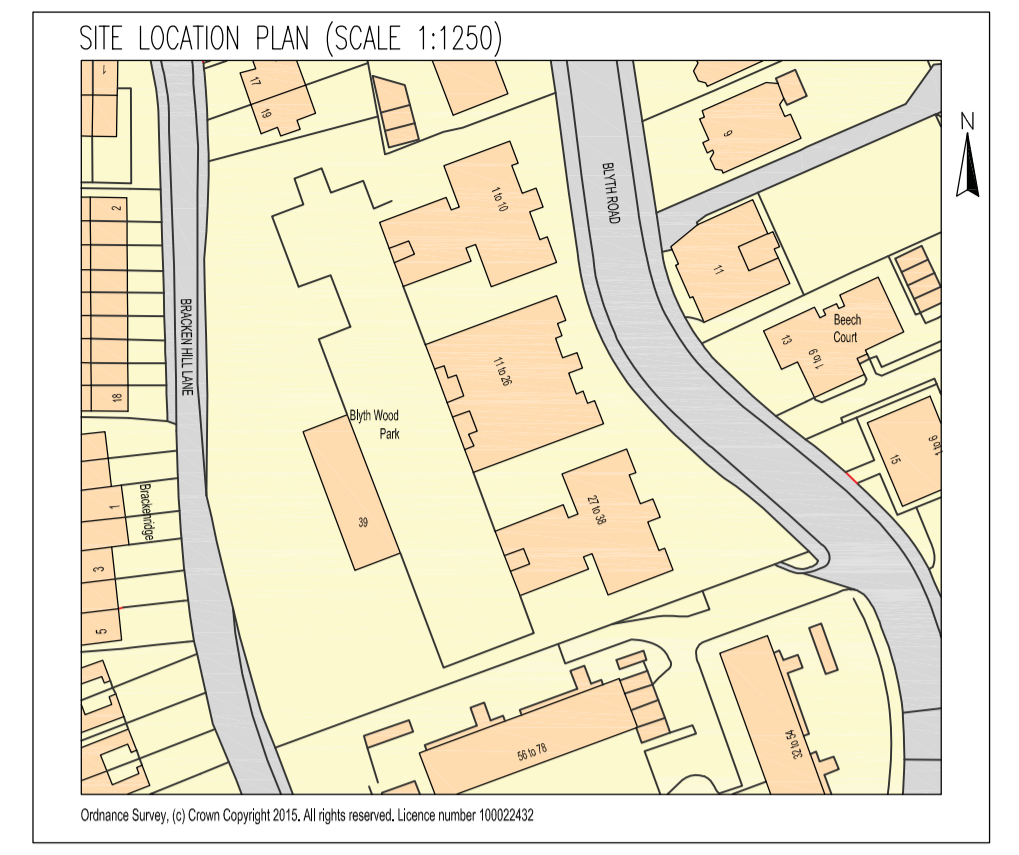 SITE LOCATION PLAN (SCALE 1:1250)
N
17
19
9
2
1 to 10
BLYTH ROAD
11
BRACKEN HILL LANE
Beech
Court
13
1 to 9
11 to 26
18
Blyth Wood
Park
15
1 to 6
Brackenridge
1
27 to 38
39
3
5
56 to 78
32 to 54
Ordnance Survey, (c) Crown Copyright 2015. All rights reserved. Licence number 100022432